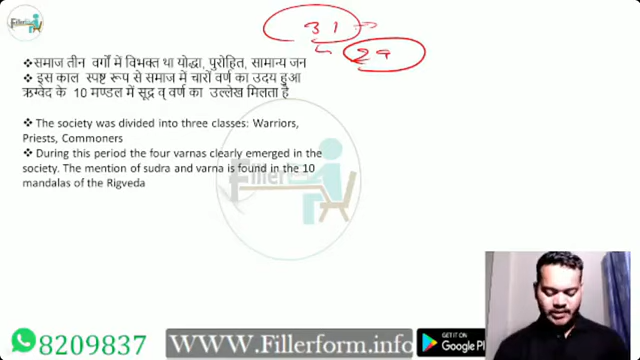 31
29
❖समाज तीन वर्गों में विभक्त था योद्धा, पुरोहित, सामान्य जन
❖ इस काल स्पष्ट रूप से समाज में चारों वर्ण का उदय हुआ
ऋग्वेद के 10 मण्डल में सूद्र व् वर्ण का उल्लेख मिलता है
❖ The society was divided into three classes: Warriors,
Priests, Commoners
❖ During this period the four varnas clearly emerged in the
society. The mention of sudra and varna is found in the 10
mandalas of the Rigveda
Filler
8209837
WWW.Fillerform.info
GET IT ON
Google Pl